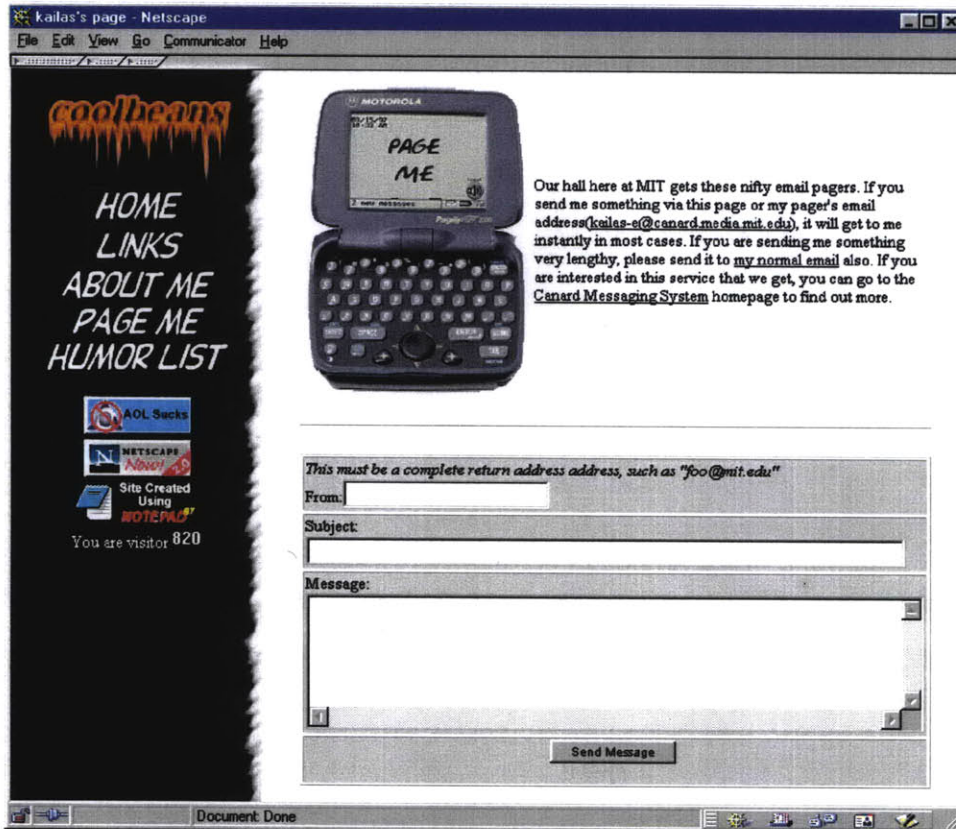 kailas's page - Netscape
File Edit View Go Communicator Help
coolbeans
HOME
LINKS
ABOUT ME
PAGE ME
HUMOR LIST
AOL Sucks
N NETSCAPE
Now!
Site Created
Using
NOTEPAD
You are visitor 820
MOTOROLA
PAGE
ME
2 new messages
Our hall here at MIT gets these nifty email pagers. If you
send me something via this page or my pager's email
address(kailas-e@canard.media.mit.edu), it will get to me
instantly in most cases. If you are sending me something
very lengthy, please send it to my normal email also. If you
are interested in this service that we get, you can go to the
Canard Messaging System homepage to find out more.
This must be a complete return address address, such as "foo@mit.edu"
From:
Subject:
Message:
Send Message
Document: Done